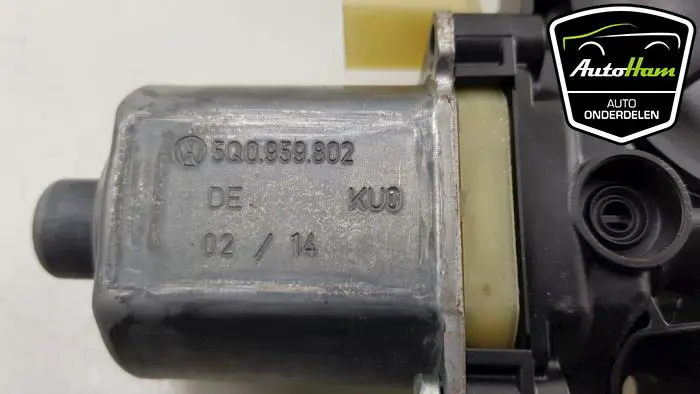 AutoHam
AUTO
ONDERDELEN
5Q0.959.802
DE. KU0
02 / 14